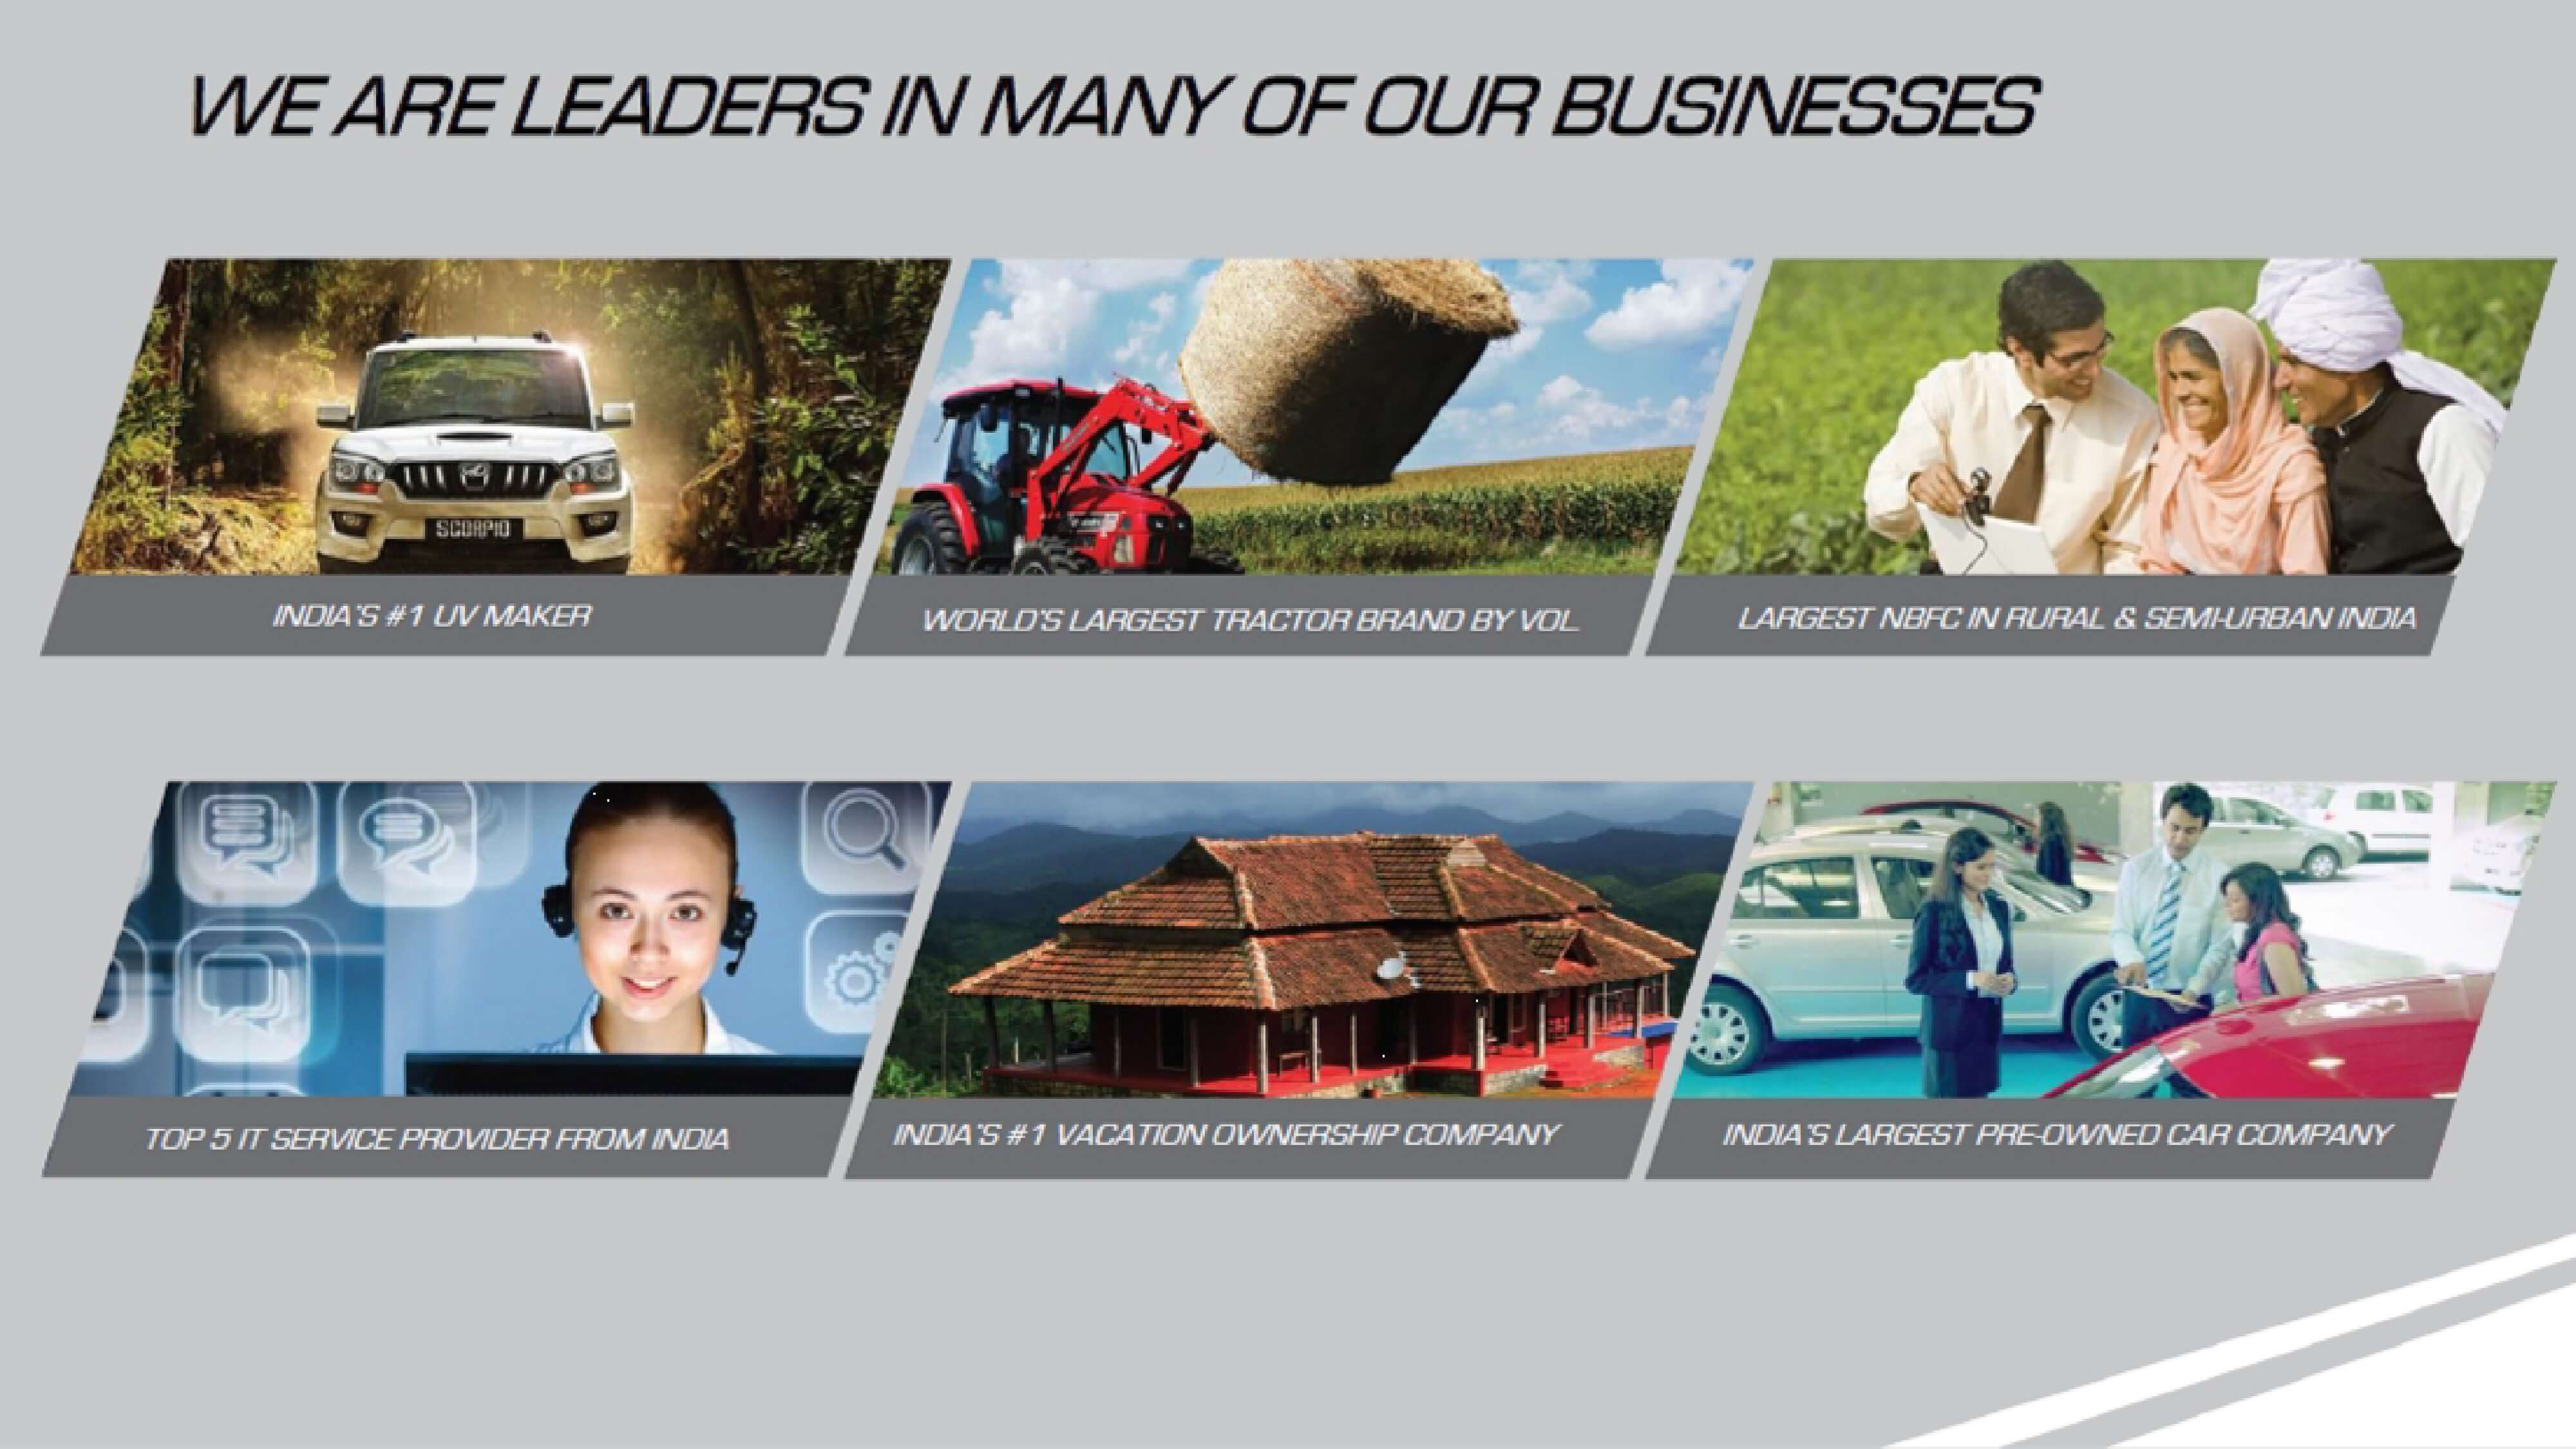 WE ARE LEADERS IN MANY OF OUR BUSINESSES
SCORPIO
INDIA'S #1 UV MAKER
WORLD'S LARGEST TRACTOR BRAND BY VOL.
LARGEST NBFC IN RURAL & SEMI-URBAN INDIA
TOP 5 IT SERVICE PROVIDER FROM INDIA
INDIA'S #1 VACATION OWNERSHIP COMPANY
INDIA'S LARGEST PRE-OWNED CAR COMPANY